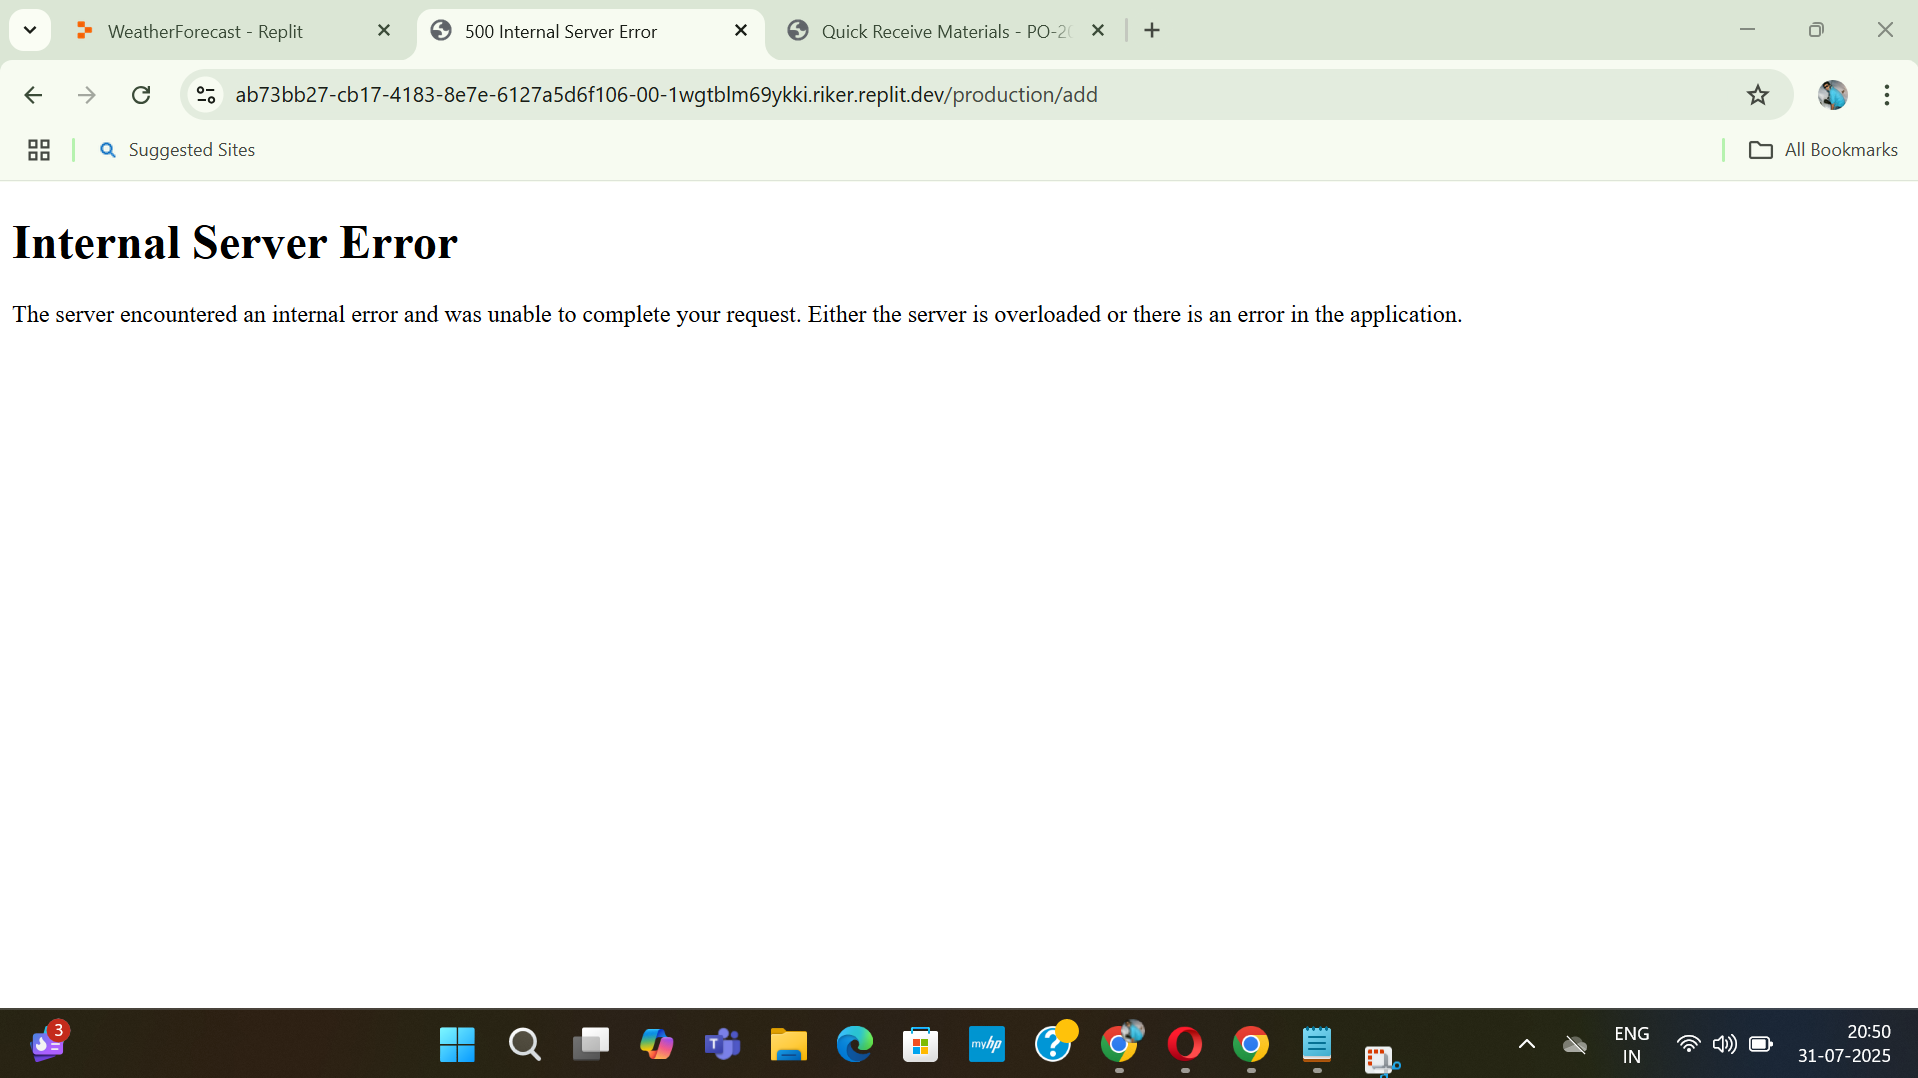 WeatherForecast - Replit
500 Internal Server Error
Quick Receive Materials - PO-20
ab73bb27-cb17-4183-8e7e-6127a5d6f106-00-1wgtblm69ykki.riker.replit.dev/production/add
Suggested Sites
All Bookmarks
Internal Server Error
The server encountered an internal error and was unable to complete your request. Either the server is overloaded or there is an error in the application.
3
T
myhp
?
ENG
IN
20:50
31-07-2025